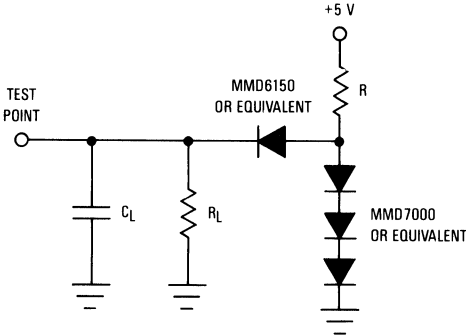 +5 V
R
MMD6150
OR EQUIVALENT
TEST
POINT
C_L
R_L
MMD7000
OR EQUIVALENT